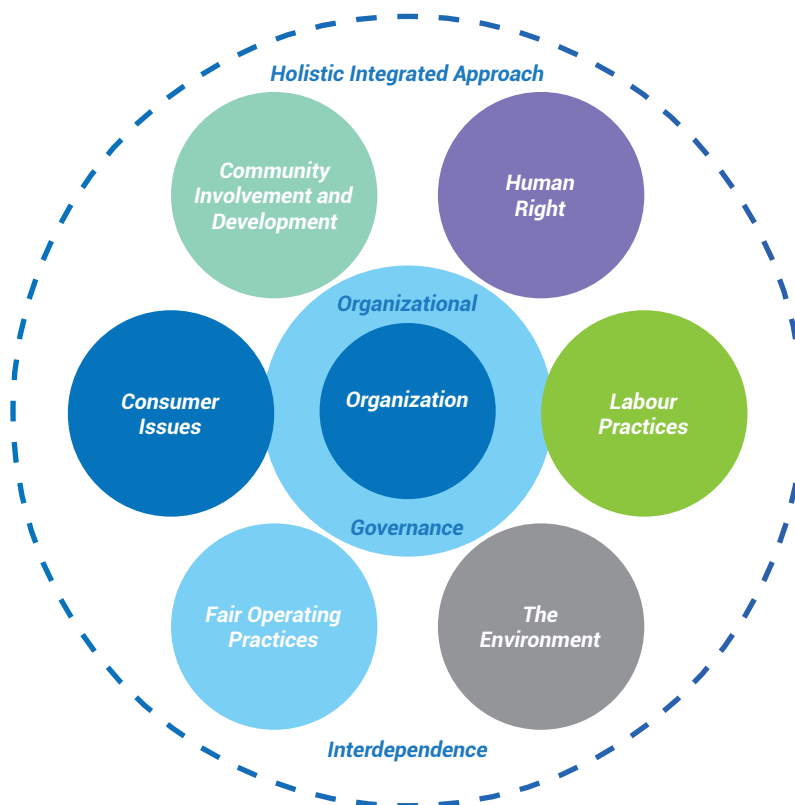 Holistic Integrated Approach
Community
Involvement and
Development
Human
Right
Organizational
Organization
Governance
Consumer
Issues
Labour
Practices
Fair Operating
Practices
The
Environment
Interdependence